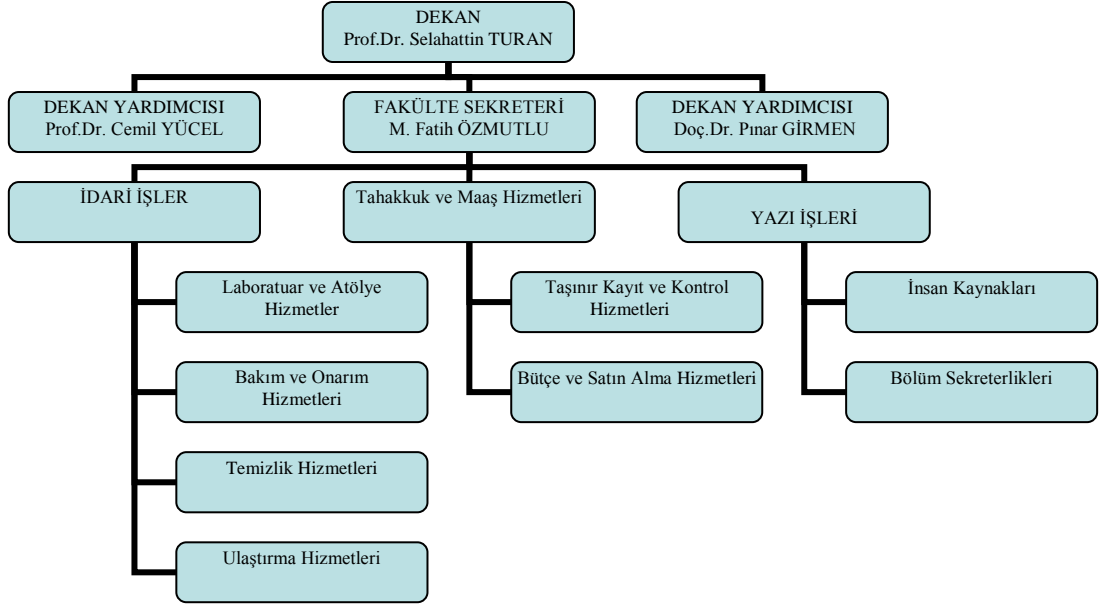 DEKAN
Prof.Dr. Selahattin TURAN
DEKAN YARDIMCISI
Prof.Dr. Cemil YÜCEL
FAKÜLTE SEKRETERİ
M. Fatih ÖZMUTLU
DEKAN YARDIMCISI
Doç.Dr. Pınar GİRMEN
İDARİ İŞLER
Tahakkuk ve Maaş Hizmetleri
YAZI İŞLERİ
Laboratuar ve Atölye
Hizmetler
Taşınır Kayıt ve Kontrol
Hizmetleri
İnsan Kaynakları
Bakım ve Onarım
Hizmetleri
Bütçe ve Satın Alma Hizmetleri
Bölüm Sekreterlikleri
Temizlik Hizmetleri
Ulaştırma Hizmetleri